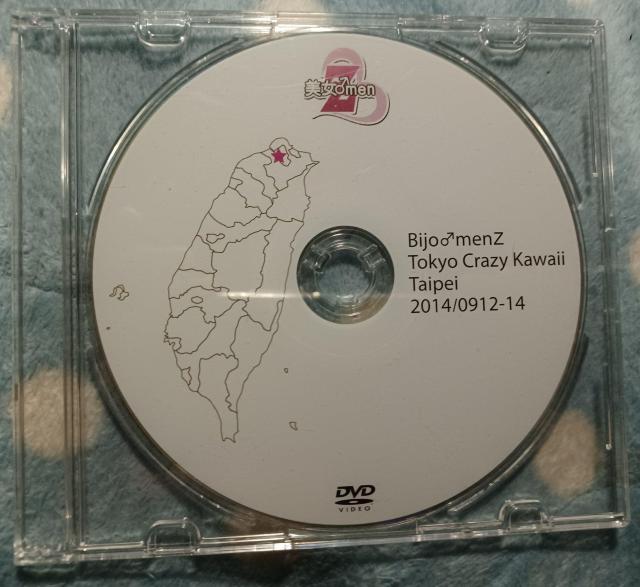 美女♂men
Z
Bijo♂menZ
Tokyo Crazy Kawaii
Taipei
2014/0912-14
DVD
VIDEO